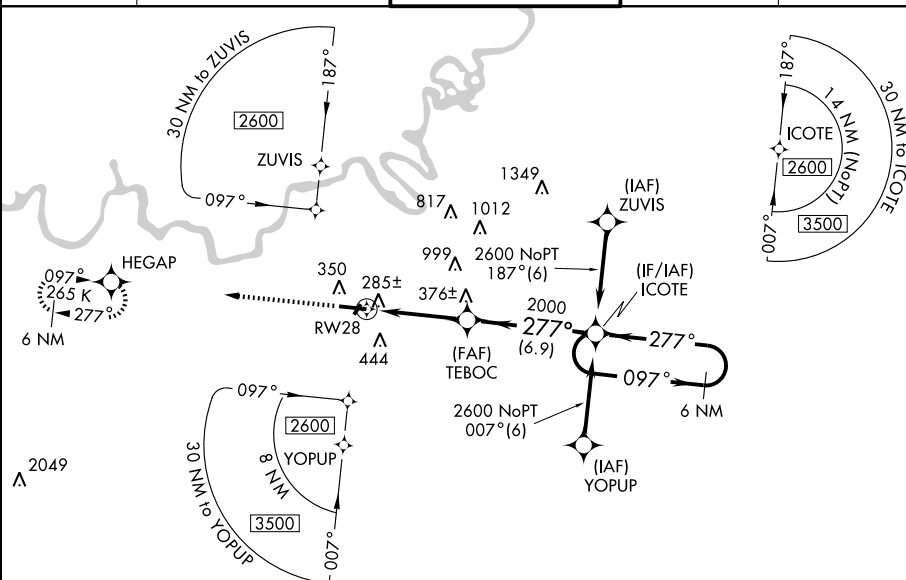 30 NM to ZUVIS
187°
2600
ZUVIS
097°
187°
ICOTE
14 NM (NoPT)
30 NM to ICOTE
2600
3500
007°
1349
817
1012
(IAF)
ZUVIS
999
2600 NoPT
187°(6)
(IF/IAF)
ICOTE
HEGAP
097°
265 K
277°
6 NM
350
285±
376±
2000
RW28
277°
(6.9)
277°
(FAF)
TEBOC
444
097°
6 NM
097°
2600
YOPUP
8 NM
30 NM to YOPUP
3500
007°
2600 NoPT
007°(6)
(IAF)
YOPUP
2049